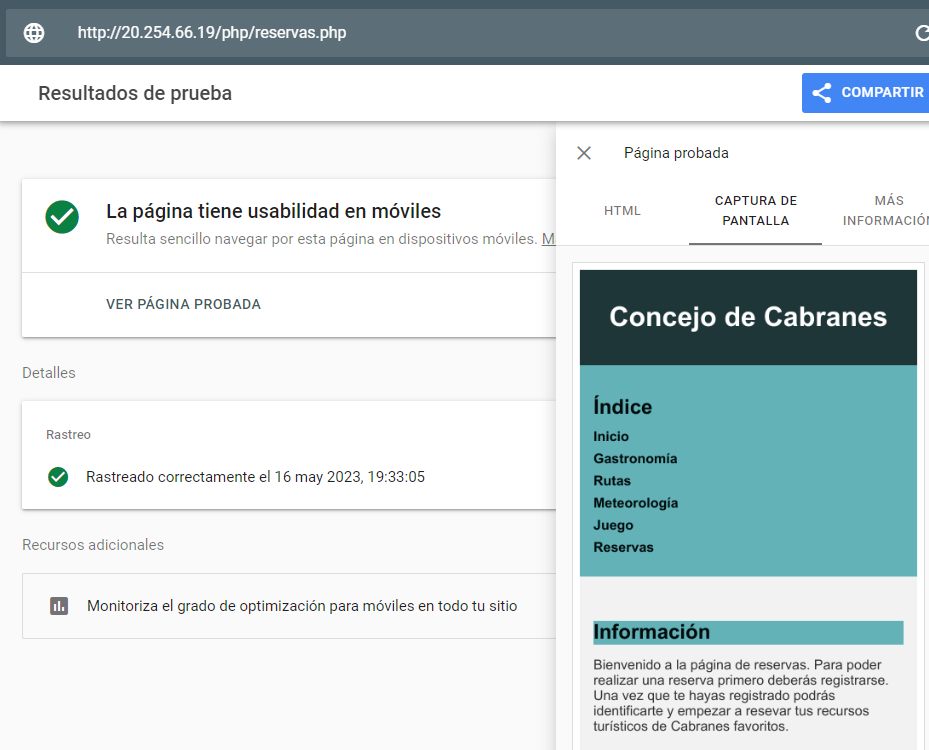 http://20.254.66.19/php/reservas.php
Resultados de prueba
COMPARTIR
La página tiene usabilidad en móviles
Resulta sencillo navegar por esta página en dispositivos móviles.
VER PÁGINA PROBADA
Detalles
Rastreo
Rastreado correctamente el 16 may 2023, 19:33:05
Recursos adicionales
Monitoriza el grado de optimización para móviles en todo tu sitio
Página probada
HTML
CAPTURA DE
PANTALLA
MÁS
INFORMACIÓN
Concejo de Cabranes
Índice
Inicio
Gastronomía
Rutas
Meteorología
Juego
Reservas
Información
Bienvenido a la página de reservas. Para poder
realizar una reserva primero deberás registrarse.
Una vez que te hayas registrado podrás
identificarte y empezar a resevar tus recursos
turísticos de Cabranes favoritos.